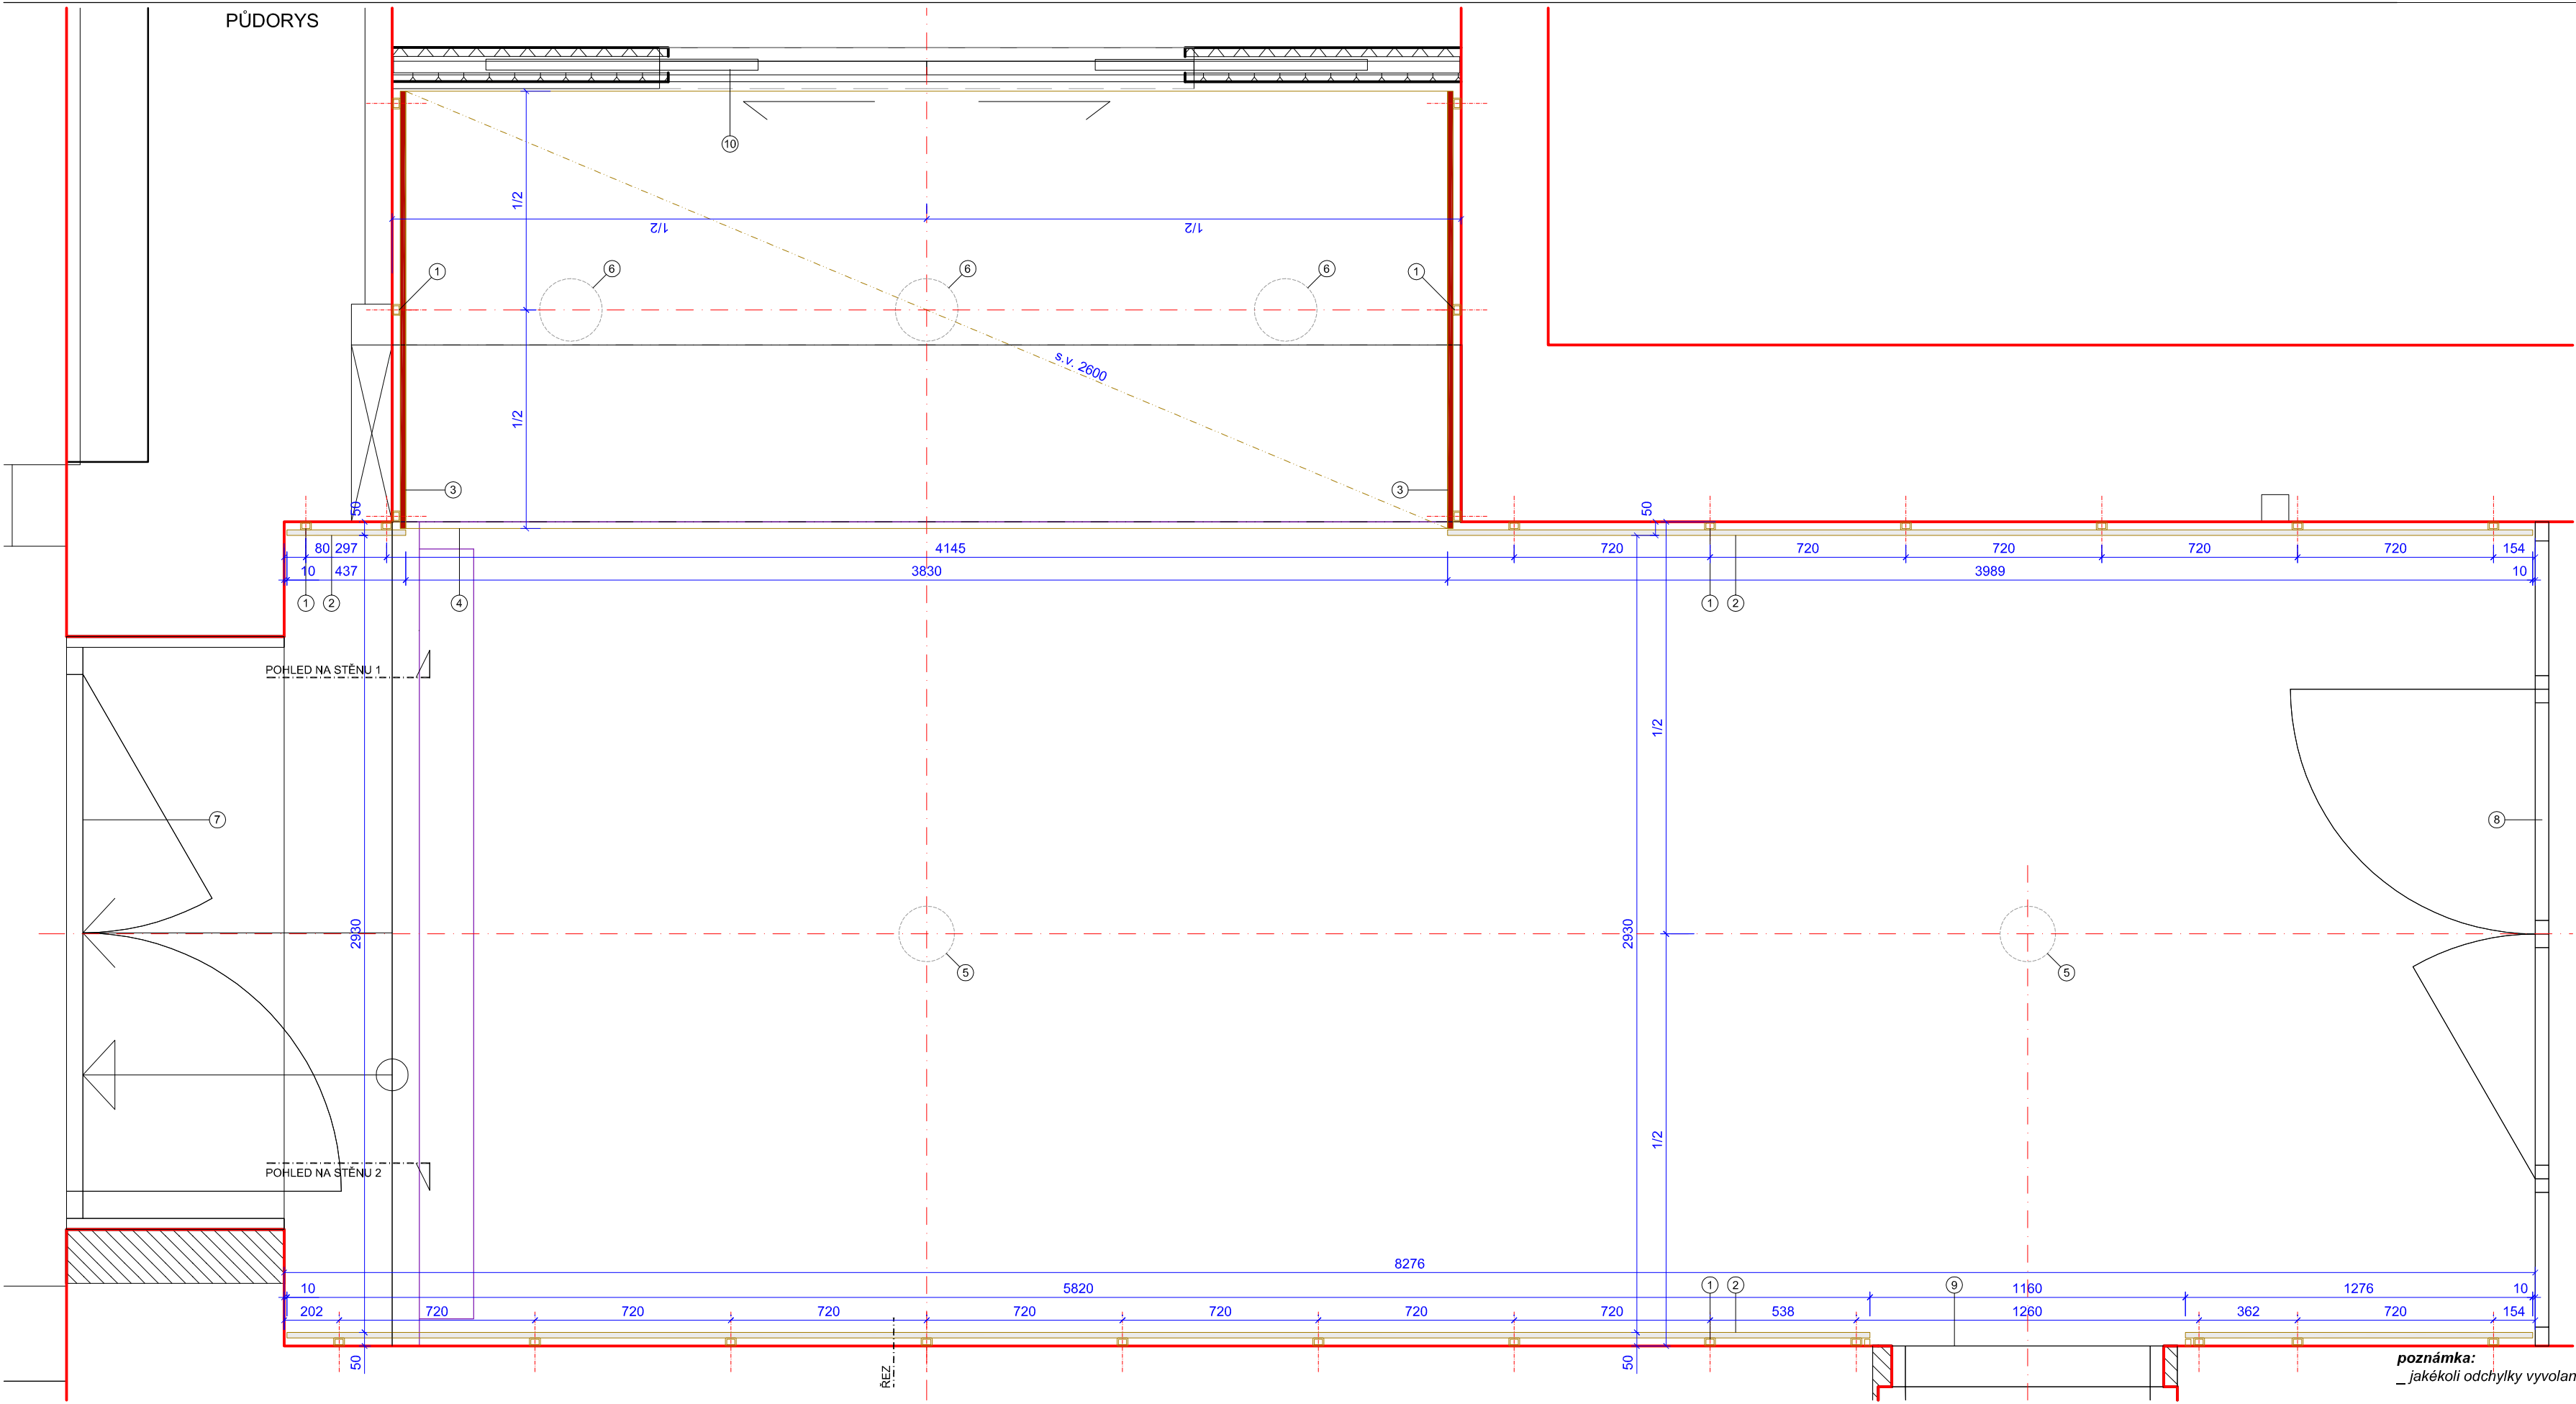 PŮDORYS
10
1/2
1/2 1/2
1 6 6 6 1
s.v. 2600
1/2
3 3
50 50
80 297 4145 720 720 720 720 720 154
10 437 3830 3989 10
1 2 4 1 2
POHLED NA STĚNU 1
1/2
7 8
2930 2930
5 5
1/2
POHLED NA STĚNU 2
8276
10 5820 1 2 9 1160 1276 10
202 720 720 720 720 720 720 720 538 1260 362 720 154
50 50
ŘEZ
poznámka:
_ jakékoli odchylky vyvolan